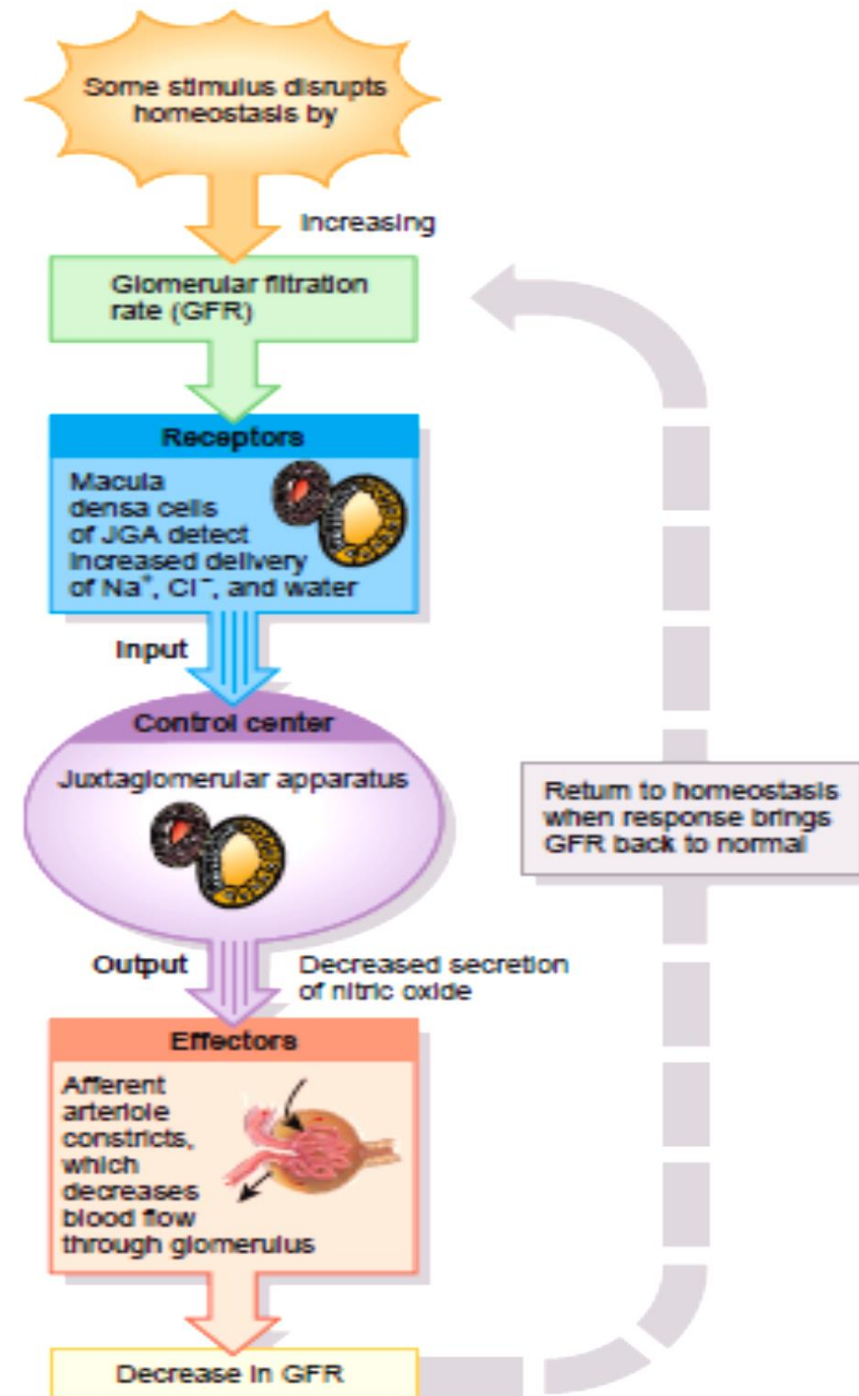 Some stimulus disrupts
homeostasis by
Increasing
Glomerular filtration
rate (GFR)
Receptors
Macula
densa cells
of JGA detect
increased delivery
of Na⁺, Cl⁻, and water
Input
Control center
Juxtaglomerular apparatus
Return to homeostasis
when response brings
GFR back to normal
Output
Decreased secretion
of nitric oxide
Effectors
Afferent
arteriole
constricts,
which
decreases
blood flow
through glomerulus
Decrease in GFR